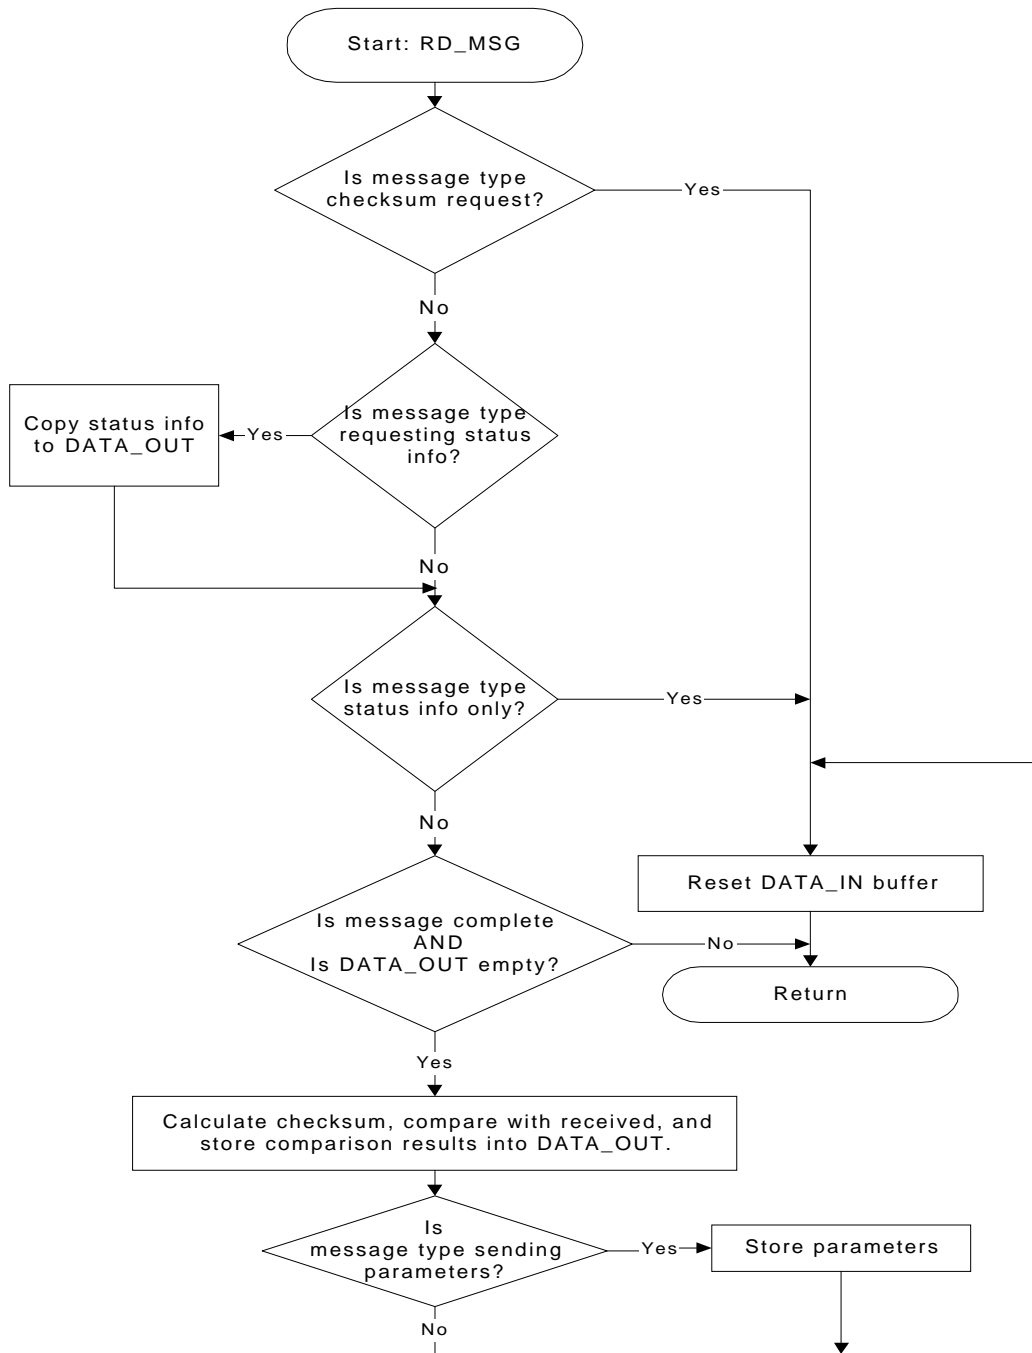 Start: RD_MSG
Is message type
checksum request?
Yes
No
Is message type
requesting status
info?
Yes
Copy status info
to DATA_OUT
No
Is message type
status info only?
Yes
No
Reset DATA_IN buffer
Is message complete
AND
Is DATA_OUT empty?
No
Return
Yes
Calculate checksum, compare with received, and
store comparison results into DATA_OUT.
Is
message type sending
parameters?
Yes
Store parameters
No